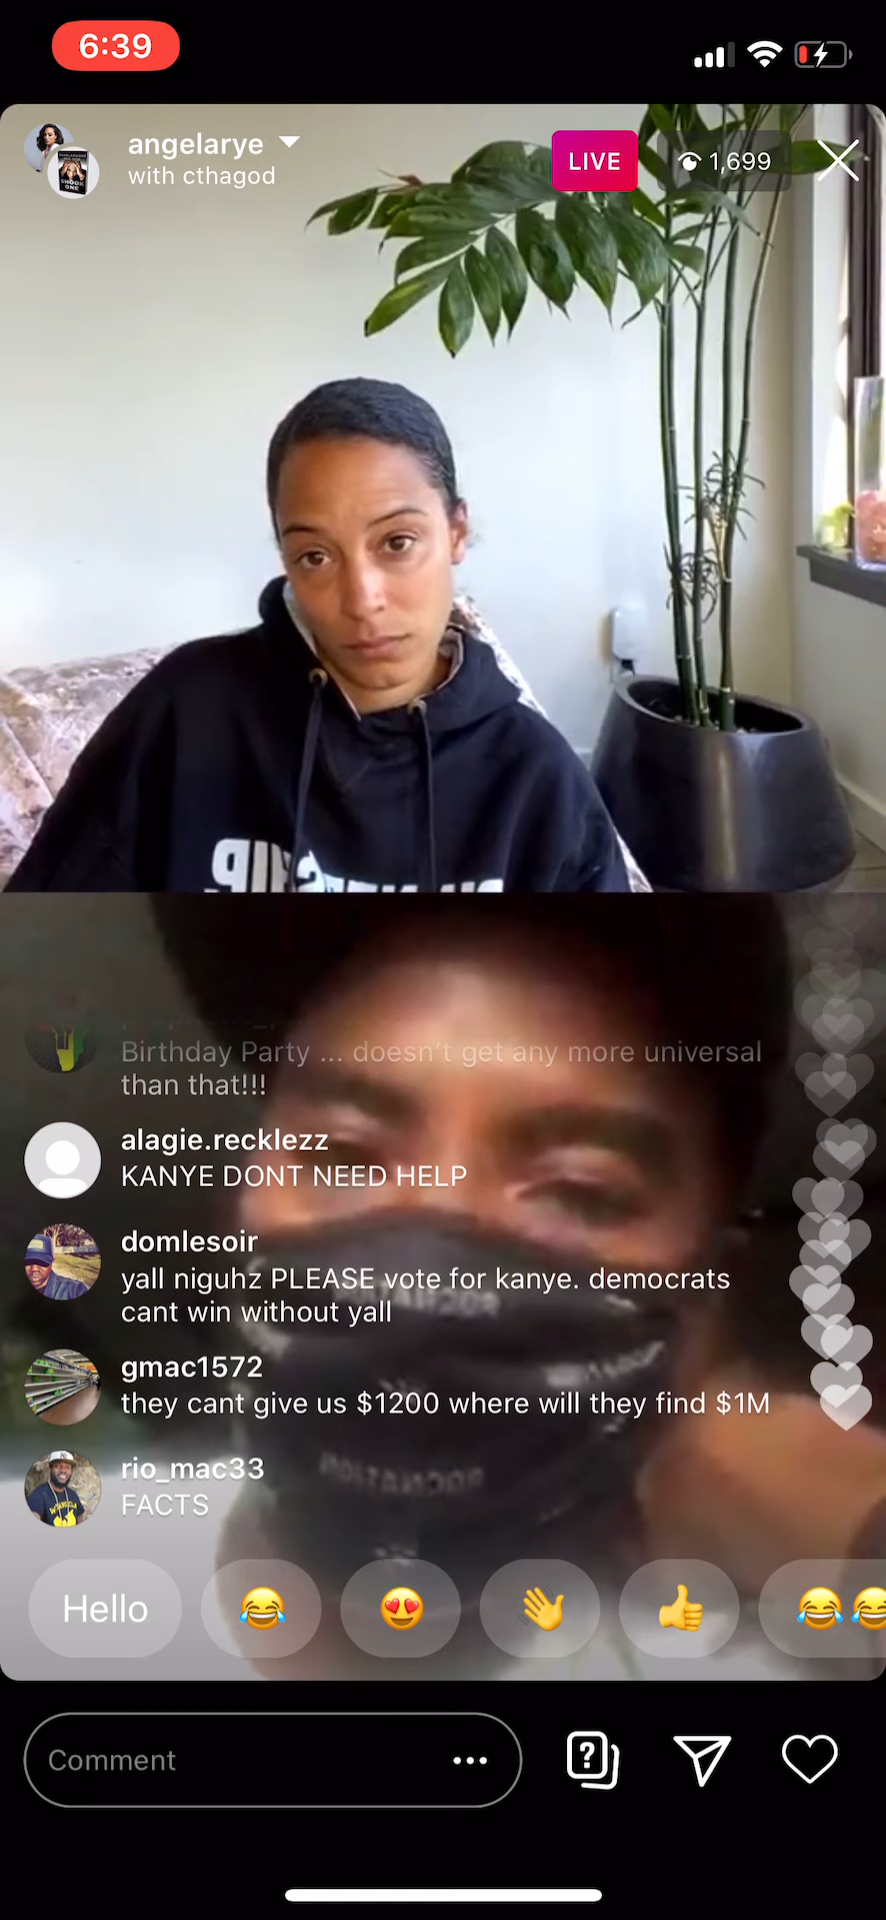 6:39
angelarye
with cthagod
LIVE
1,699
Birthday Party ... doesn't get any more universal
than that!!!
alagie.recklezz
KANYE DONT NEED HELP
domlesoir
yall niguhz PLEASE vote for kanye. democrats
cant win without yall
gmac1572
they cant give us $1200 where will they find $1M
rio_mac33
FACTS
Hello
Comment